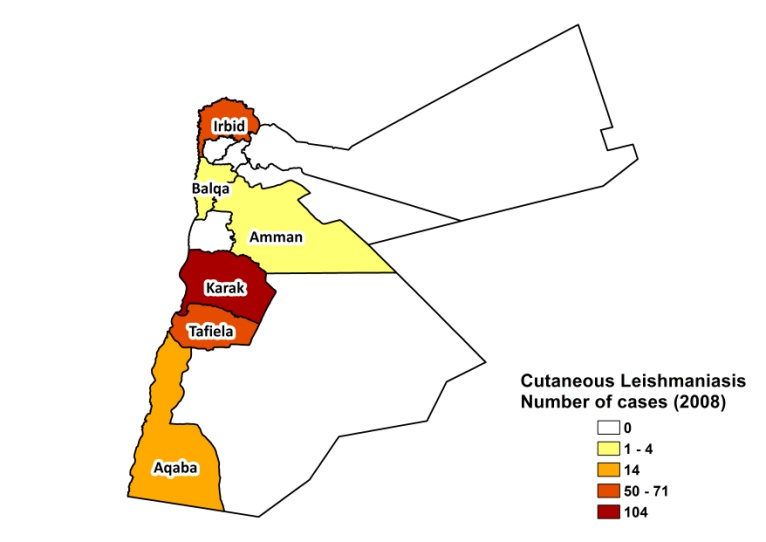 Irbid
Balqa
Amman
Karak
Tafiela
Aqaba
Cutaneous Leishmaniasis
Number of cases (2008)
0
1 - 4
14
50 - 71
104